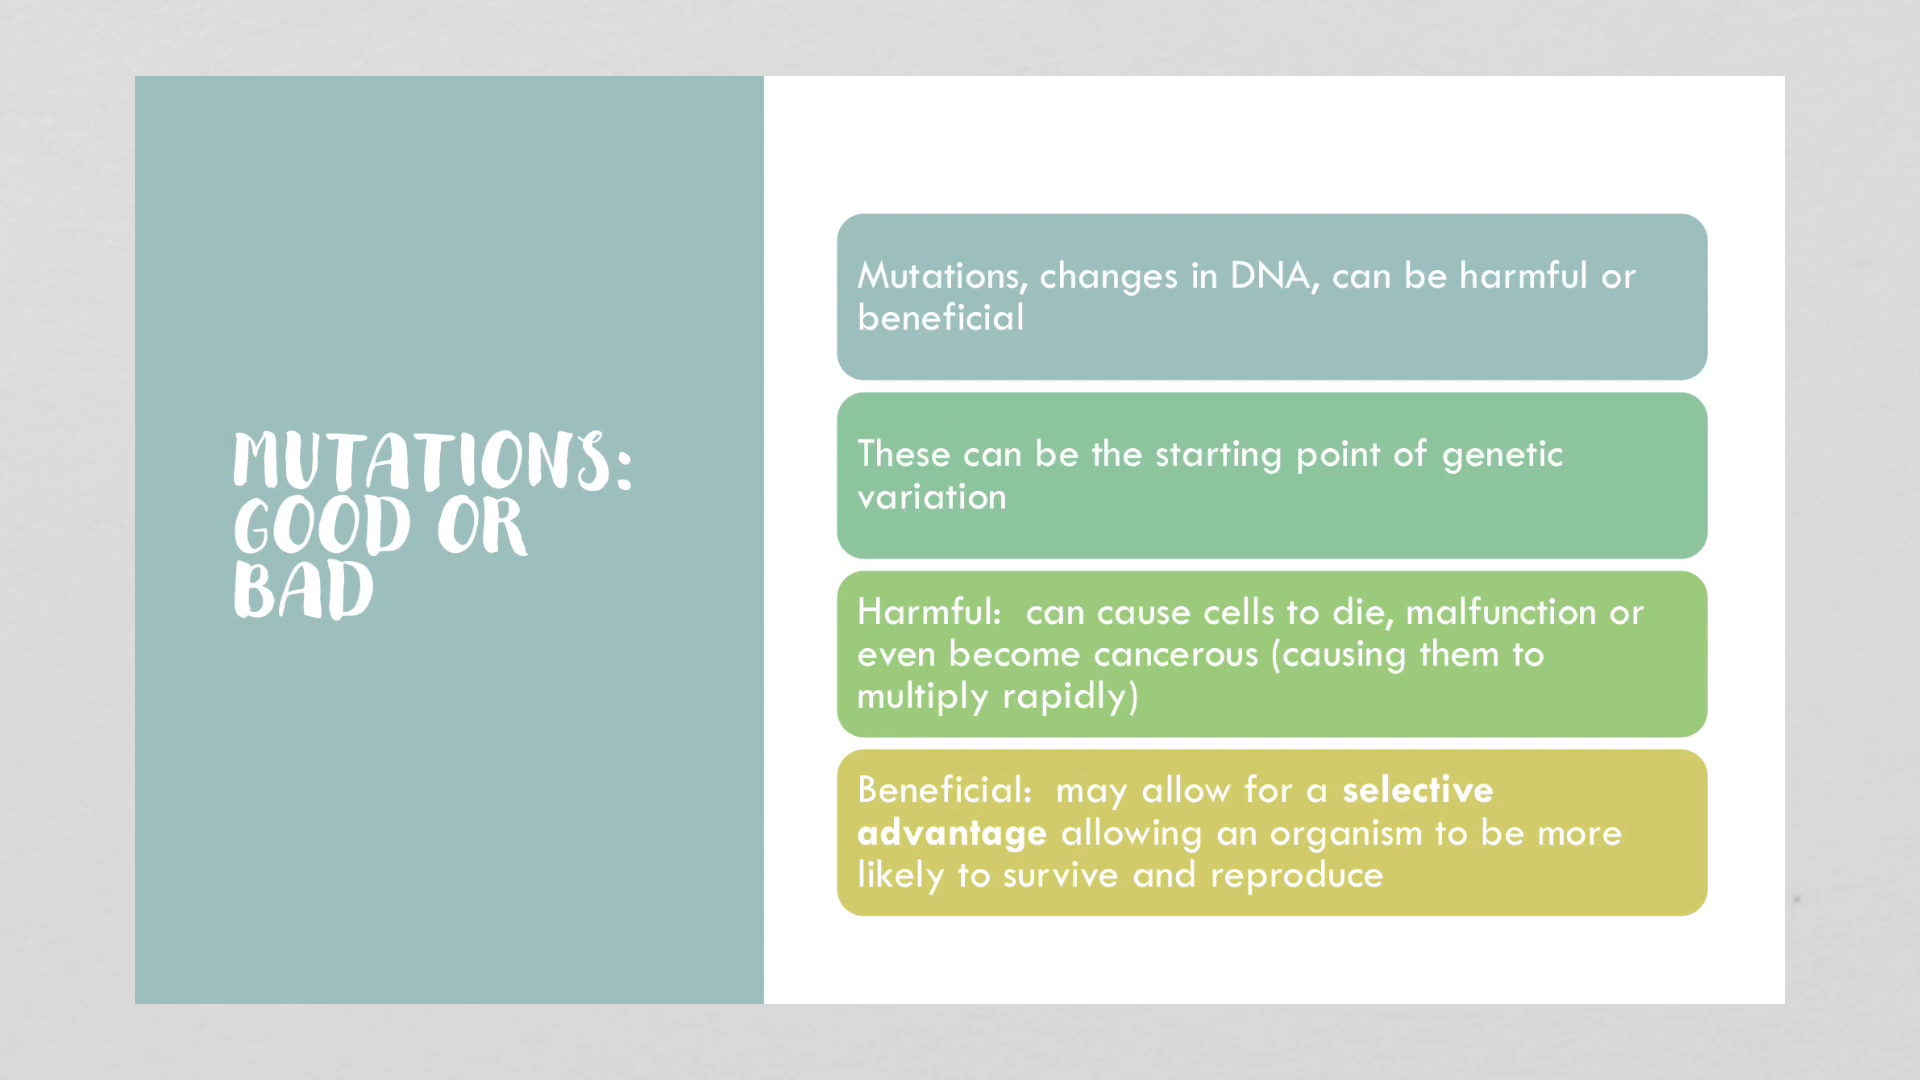 MUTATIONS:
GOOD OR
BAD
Mutations, changes in DNA, can be harmful or
beneficial
These can be the starting point of genetic
variation
Harmful:  can cause cells to die, malfunction or
even become cancerous (causing them to
multiply rapidly)
Beneficial:  may allow for a selective
advantage allowing an organism to be more
likely to survive and reproduce